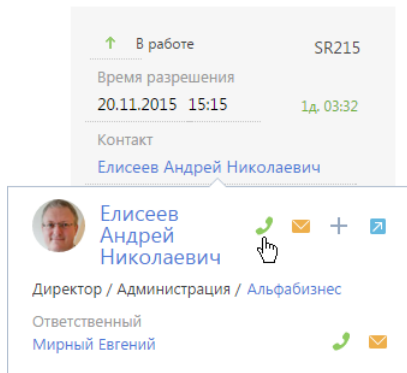 В работе SR215
Время разрешения
20.11.2015 15:15 1д. 03:32
Контакт
Елисеев Андрей Николаевич
Елисеев
Андрей
Николаевич
Директор / Администрация / Альфабизнес
Ответственный
Мирный Евгений